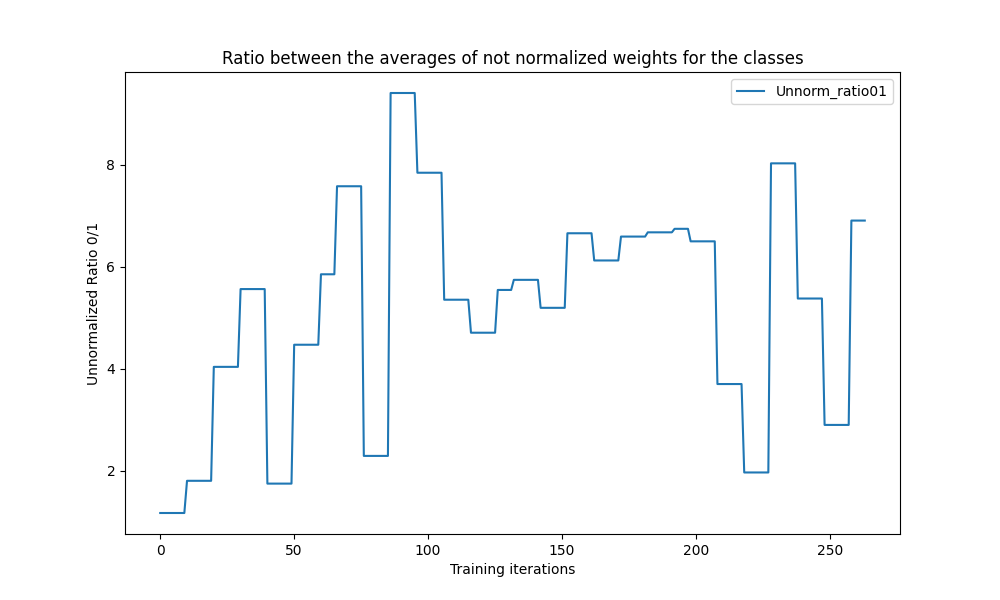 Ratio between the averages of not normalized weights for the classes
Unnorm_ratio01
Unnormalized Ratio 0/1
8
6
4
2
0
50
100
150
200
250
Training iterations